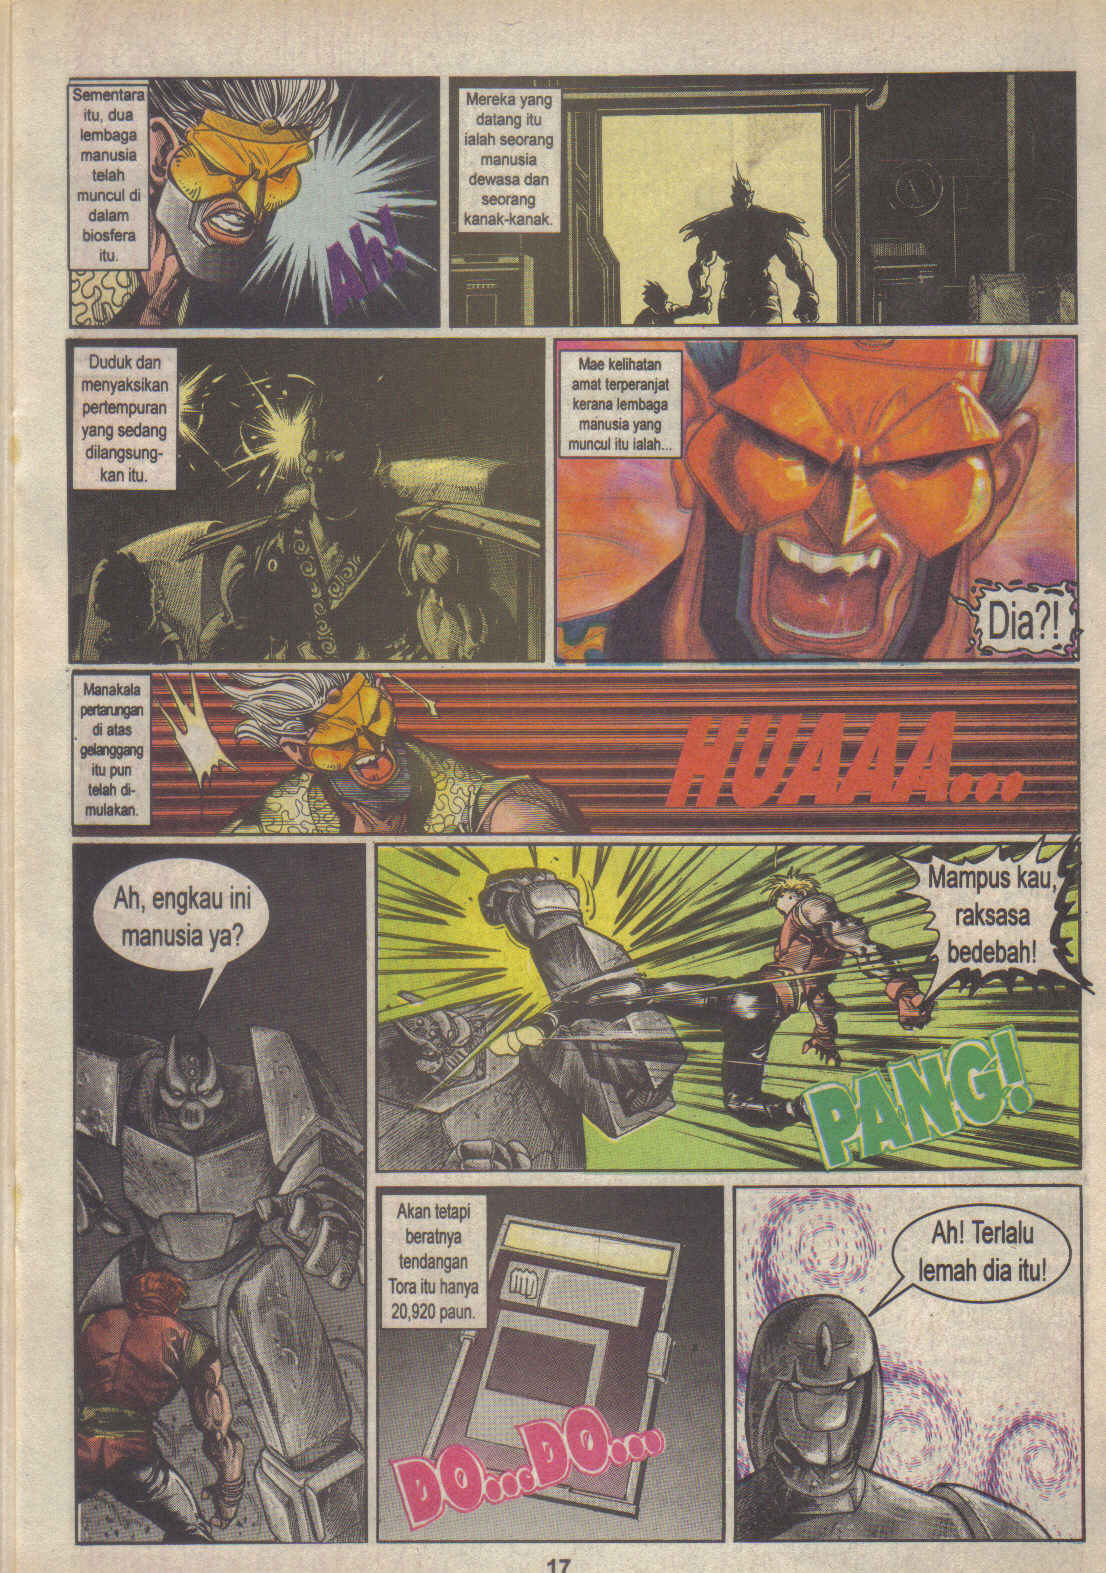 Sementara
itu, dua
lembaga
manusia
telah
muncul di
dalam
biosfera
itu.
Ah!
Mereka yang
datang itu
ialah seorang
manusia
dewasa dan
seorang
kanak-kanak.
Duduk dan
menyaksikan
pertempuran
yang sedang
dilangsung-
kan itu.
Mae kelihatan
amat terperanjat
kerana lembaga
manusia yang
muncul itu ialah...
Dia?!
Manakala
pertarungan
di atas
gelanggang
itu pun
telah di-
mulakan.
HUAAA...
Ah, engkau ini
manusia ya?
Mampus kau,
raksasa
bedebah!
PANG!
Akan tetapi
beratnya
tendangan
Tora itu hanya
20,920 paun.
DO...DO...
Ah! Terlalu
lemah dia itu!
17